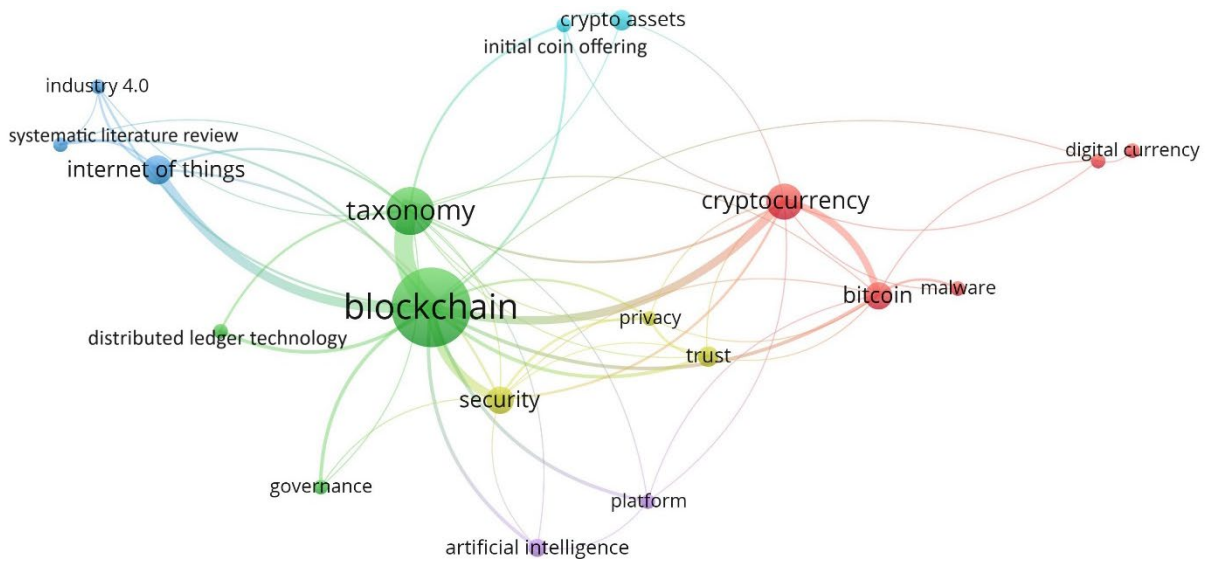 crypto assets
initial coin offering
industry 4.0
systematic literature review
internet of things
digital currency
cryptocurrency
taxonomy
bitcoin
malware
blockchain
privacy
distributed ledger technology
trust
security
governance
platform
artificial intelligence